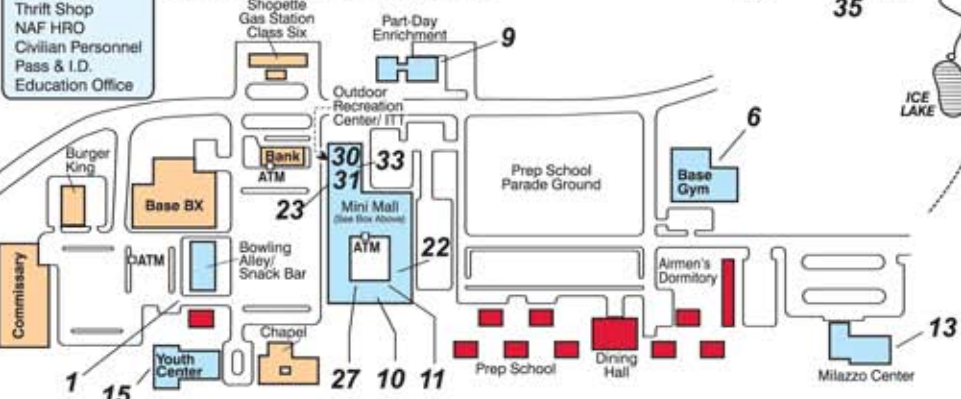 Thrift Shop
NAF HRO
Civilian Personnel
Pass & I.D.
Education Office
Shopette
Gas Station
Class Six
Part-Day
Enrichment
9
35
ICE
LAKE
Outdoor
Recreation
Center/ ITT
6
Burger
King
Bank
ATM
30
31
33
23
Base BX
Mini Mall
(See Box Above)
ATM
22
Prep School
Parade Ground
Base
Gym
Commissary
ATM
Bowling
Alley/
Snack Bar
Airmen's
Dormitory
Chapel
Youth
Center
1
15
27
10
11
Prep School
Dining
Hall
13
Milazzo Center